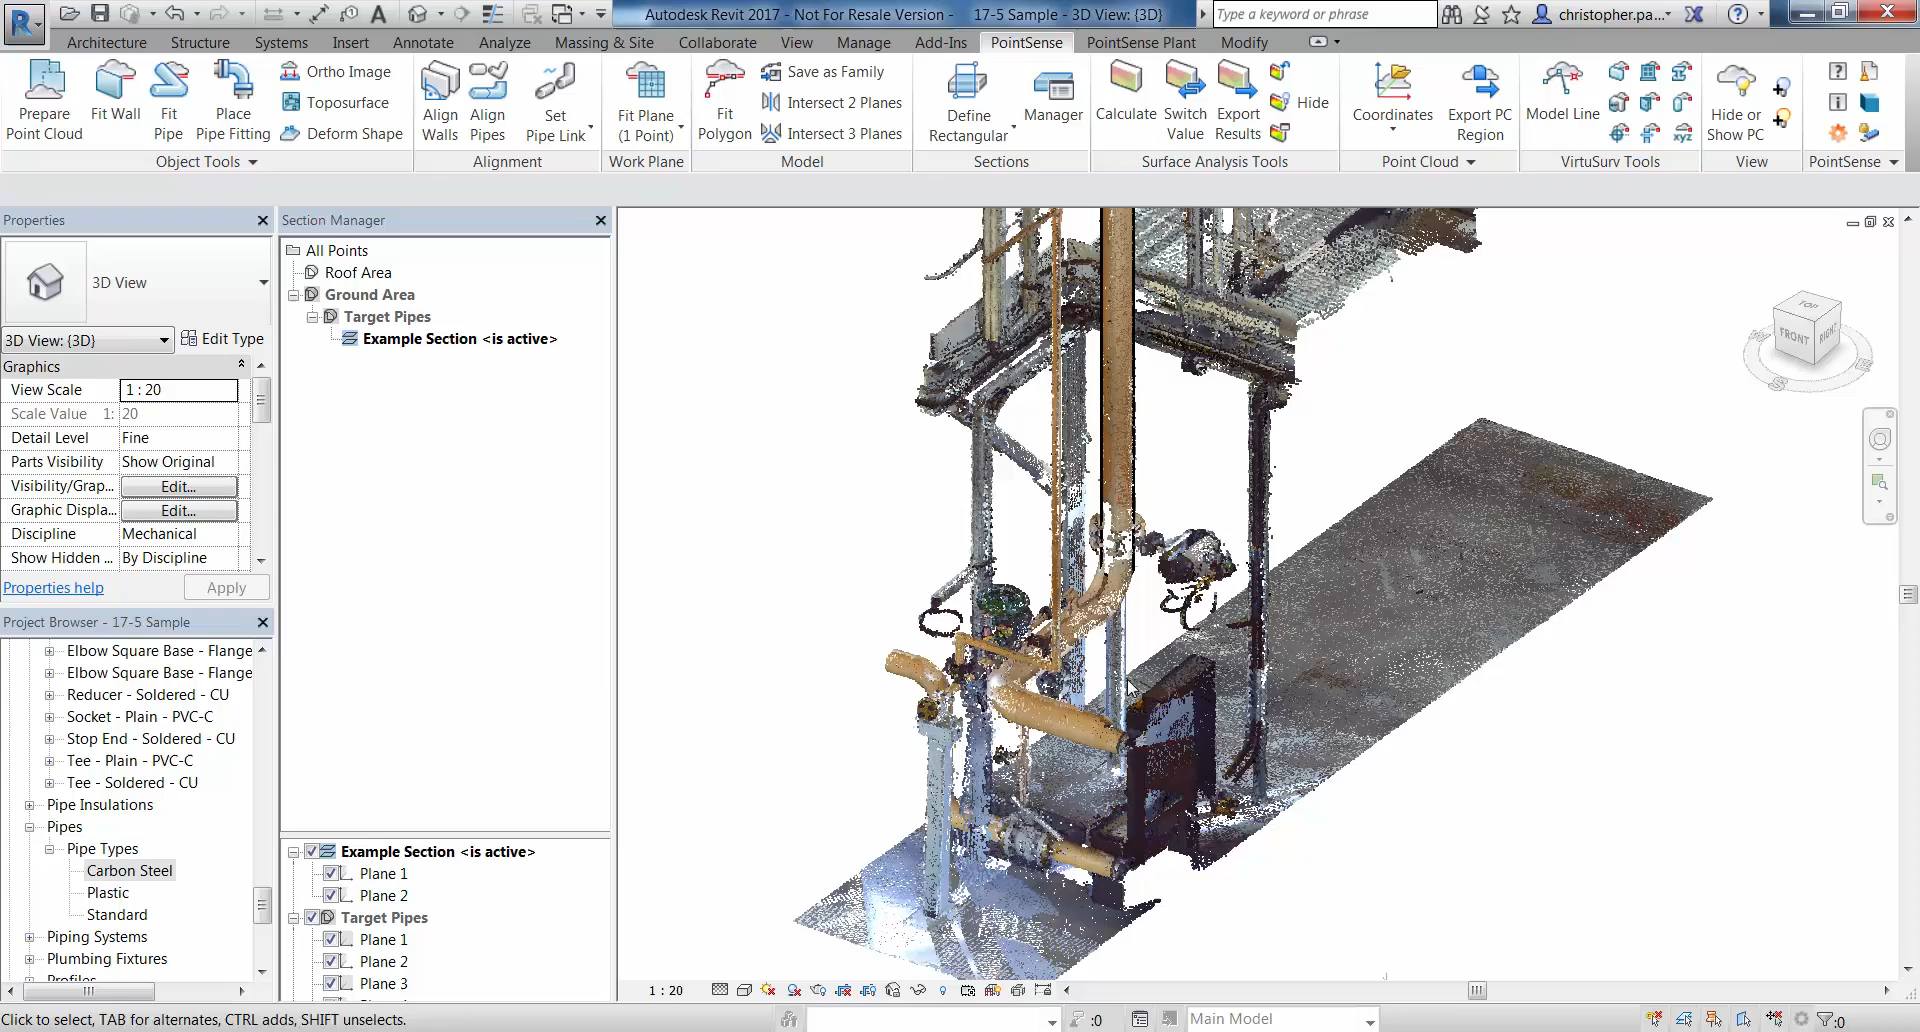 Autodesk Revit 2017 - Not For Resale Version - 17-5 Sample - 3D View: {3D}
Type a keyword or phrase
christopher.pa...
Architecture Structure Systems Insert Annotate Analyze Massing & Site Collaborate View Manage Add-Ins PointSense PointSense Plant Modify
Prepare Point Cloud
Fit Wall
Fit Pipe
Place Pipe Fitting
Ortho Image
Toposurface
Deform Shape
Align Walls
Align Pipes
Set Pipe Link
Fit Plane (1 Point)
Fit Polygon
Save as Family
Intersect 2 Planes
Intersect 3 Planes
Define Rectangular
Manager
Calculate
Switch Value
Export Results
Hide
Coordinates
Export PC Region
Model Line
Hide or Show PC
Object Tools Alignment Work Plane Model Sections Surface Analysis Tools Point Cloud VirtuSurv Tools View PointSense
Properties
3D View
3D View: {3D} Edit Type
Graphics
View Scale 1 : 20
Scale Value 1: 20
Detail Level Fine
Parts Visibility Show Original
Visibility/Grap... Edit...
Graphic Displa... Edit...
Discipline Mechanical
Show Hidden ... By Discipline
Properties help Apply
Project Browser - 17-5 Sample
Elbow Square Base - Flange
Elbow Square Base - Flange
Reducer - Soldered - CU
Socket - Plain - PVC-C
Stop End - Soldered - CU
Tee - Plain - PVC-C
Tee - Soldered - CU
Pipe Insulations
Pipes
Pipe Types
Carbon Steel
Plastic
Standard
Piping Systems
Plumbing Fixtures
Profiles
Section Manager
All Points
Roof Area
Ground Area
Target Pipes
Example Section <is active>
Example Section <is active>
Plane 1
Plane 2
Target Pipes
Plane 1
Plane 2
Plane 3
TOP
FRONT
RIGHT
S
E
1 : 20
Click to select, TAB for alternates, CTRL adds, SHIFT unselects.
:0
Main Model
:0